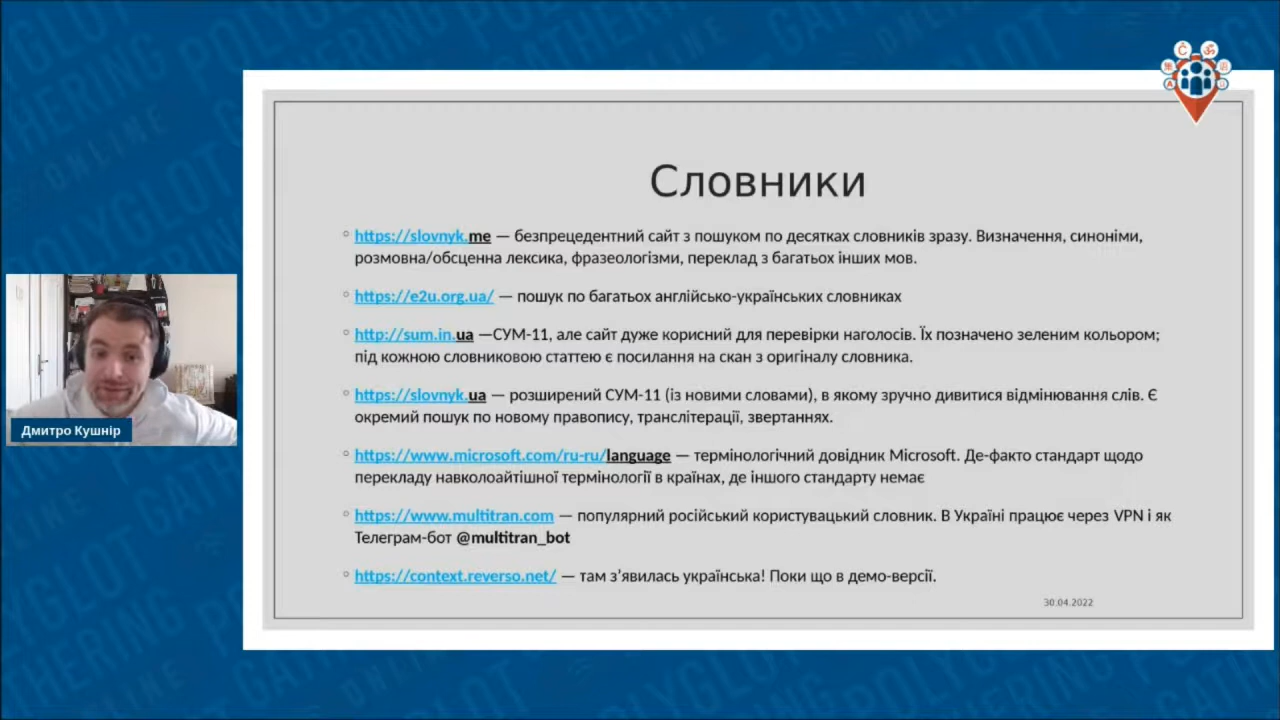 Словники
https://slovnyk.me — безпрецедентний сайт з пошуком по десятках словників зразу. Визначення, синоніми,
розмовна/обсценна лексика, фразеологізми, переклад з багатьох інших мов.
https://e2u.org.ua/ — пошук по багатьох англійсько-українських словниках
http://sum.in.ua —СУМ-11, але сайт дуже корисний для перевірки наголосів. Їх позначено зеленим кольором;
під кожною словниковою статтею є посилання на скан з оригіналу словника.
https://slovnyk.ua — розширений СУМ-11 (із новими словами), в якому зручно дивитися відмінювання слів. Є
окремий пошук по новому правопису, транслітерації, звертаннях.
https://www.microsoft.com/ru-ru/language — термінологічний довідник Microsoft. Де-факто стандарт щодо
перекладу навколоайтішної термінології в країнах, де іншого стандарту немає
https://www.multitran.com — популярний російський користувацький словник. В Україні працює через VPN і як
Телеграм-бот @multitran_bot
https://context.reverso.net/ — там з’явилась українська! Поки що в демо-версії.
30.04.2022
Дмитро Кушнір
POLYGLOT
GATHERING
ONLINE